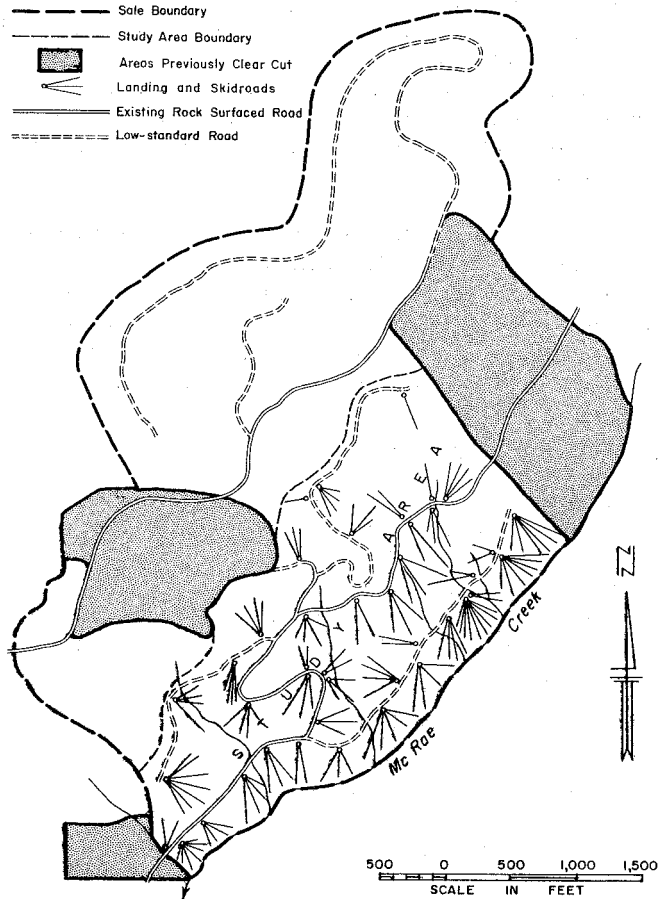 Sale Boundary
Study Area Boundary
Areas Previously Clear Cut
Landing and Skidroads
Existing Rock Surfaced Road
Low-standard Road
STUDY AREA
Creek
Mc Rae
N
500 0 500 1,000 1,500
SCALE IN FEET